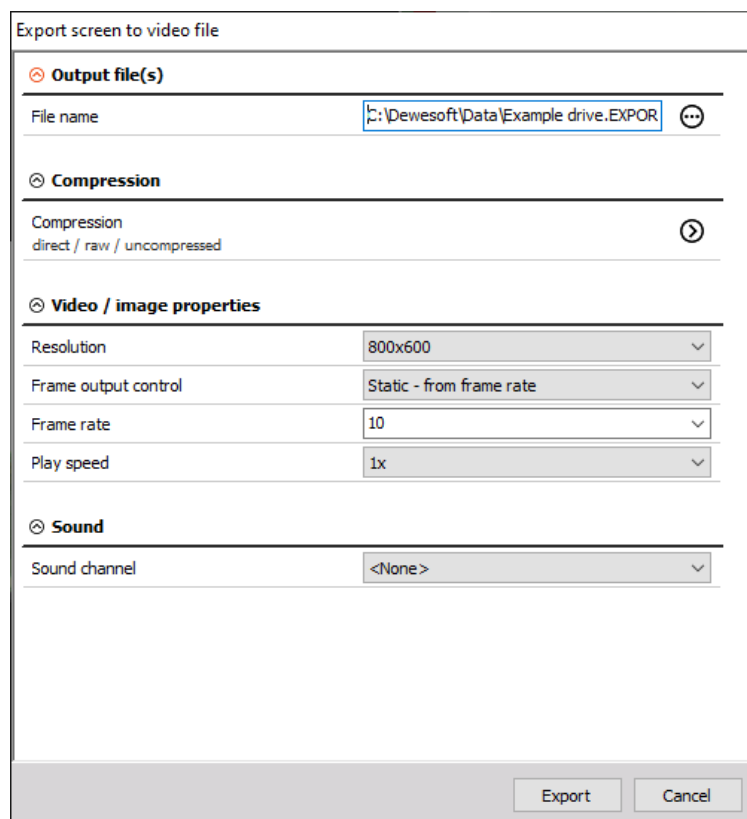 Export screen to video file
Output file(s)
File name C:\Dewesoft\Data\Example drive.EXPOR
Compression
Compression
direct / raw / uncompressed
Video / image properties
Resolution 800x600
Frame output control Static - from frame rate
Frame rate 10
Play speed 1x
Sound
Sound channel <None>
Export Cancel